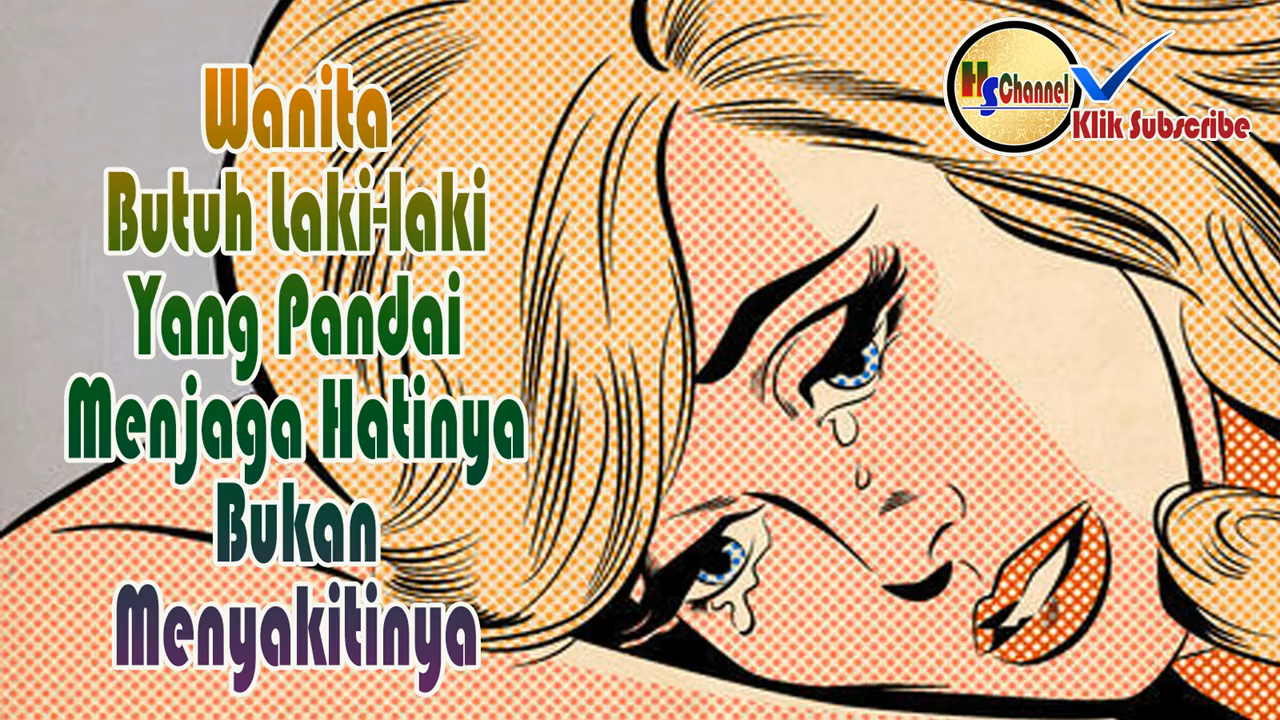 Wanita
Butuh Laki-laki
Yang Pandai
Menjaga Hatinya
Bukan
Menyakitinya
HS Channel
Klik Subscribe